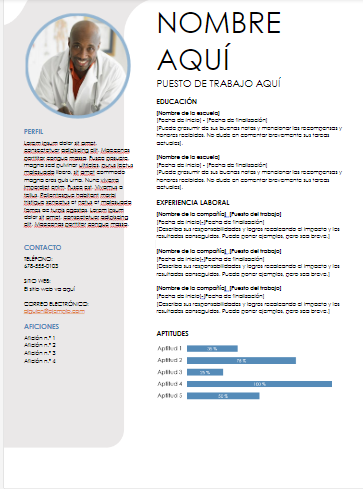 NOMBRE
AQUÍ
PUESTO DE TRABAJO AQUÍ
EDUCACIÓN
[Nombre de la escuela]
[Fecha de inicio] - [Fecha de finalización]
[Puede presumir de sus buenas notas y mencionar las recompensas y
honores recibidos. No dude en comentar brevemente sus tareas
actuales].
[Nombre de la escuela]
[Fecha de inicio] - [Fecha de finalización]
[Puede presumir de sus buenas notas y mencionar las recompensas y
honores recibidos. No dude en comentar brevemente sus tareas
actuales].
EXPERIENCIA LABORAL
[Nombre de la compañía]_[Puesto del trabajo]
[Fecha de inicio]–[Fecha de finalización]
[Describa sus responsabilidades y logros recalcando el impacto y los
resultados conseguidos. Puede poner ejemplos, pero sea breve.]
[Nombre de la compañía]_[Puesto del trabajo]
[Fecha de inicio]–[Fecha de finalización]
[Describa sus responsabilidades y logros recalcando el impacto y los
resultados conseguidos. Puede poner ejemplos, pero sea breve.]
[Nombre de la compañía]_[Puesto del trabajo]
[Fecha de inicio]–[Fecha de finalización]
[Describa sus responsabilidades y logros recalcando el impacto y los
resultados conseguidos. Puede poner ejemplos, pero sea breve.]
APTITUDES
Aptitud 1
Aptitud 2 75 %
Aptitud 3 25 %
Aptitud 4 100 %
Aptitud 5 50 %
PERFIL
Lorem ipsum dolor sit amet,
consectetuer adipiscing elit. Maecenas
porttitor congue massa. Fusce posuere,
magna sed pulvinar ultricies, purus lectus
malesuada libero, sit amet commodo
magna eros quis urna. Nunc viverra
imperdiet enim. Fusce est. Vivamus a
tellus. Pellentesque habitant morbi
tristique senectus et netus et malesuada
fames ac turpis egestas. Lorem ipsum
dolor sit amet, consectetuer adipiscing
elit. Maecenas porttitor congue massa.
CONTACTO
TELÉFONO:
678-555-0103
SITIO WEB:
El sitio web va aquí
CORREO ELECTRÓNICO:
AFICIONES
Afición n.º 1
Afición n.º 2
Afición n.º 3
Afición n.º 4